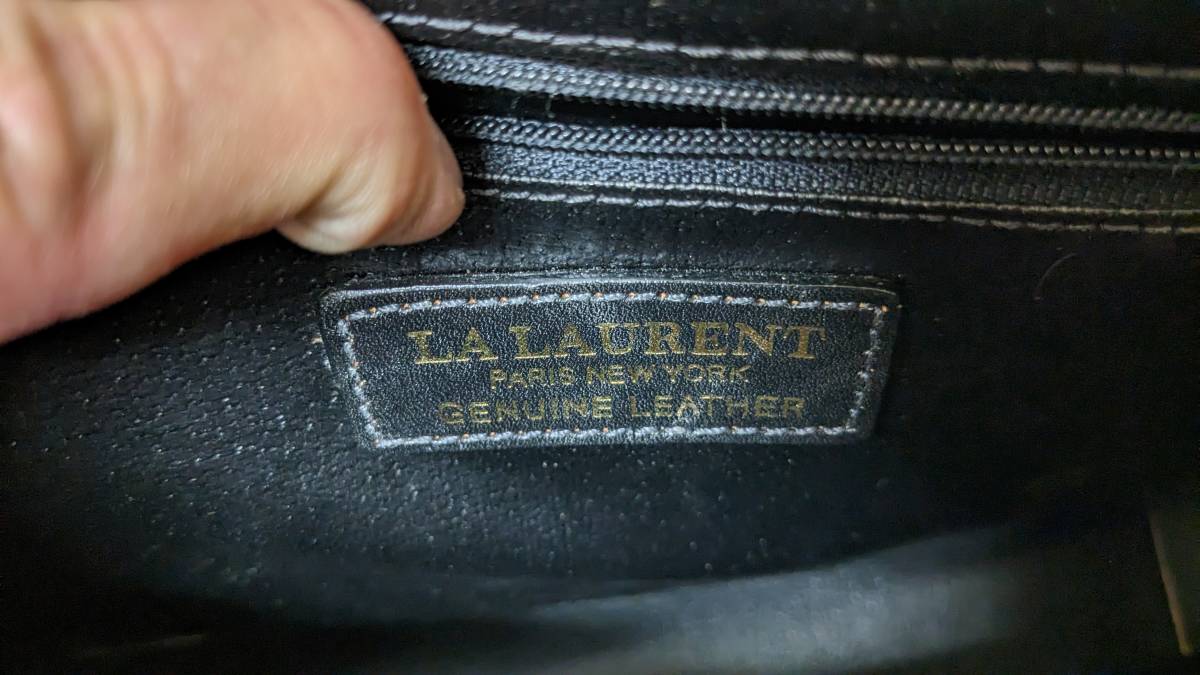 LA LAURENT
PARIS NEW YORK
GENUINE LEATHER